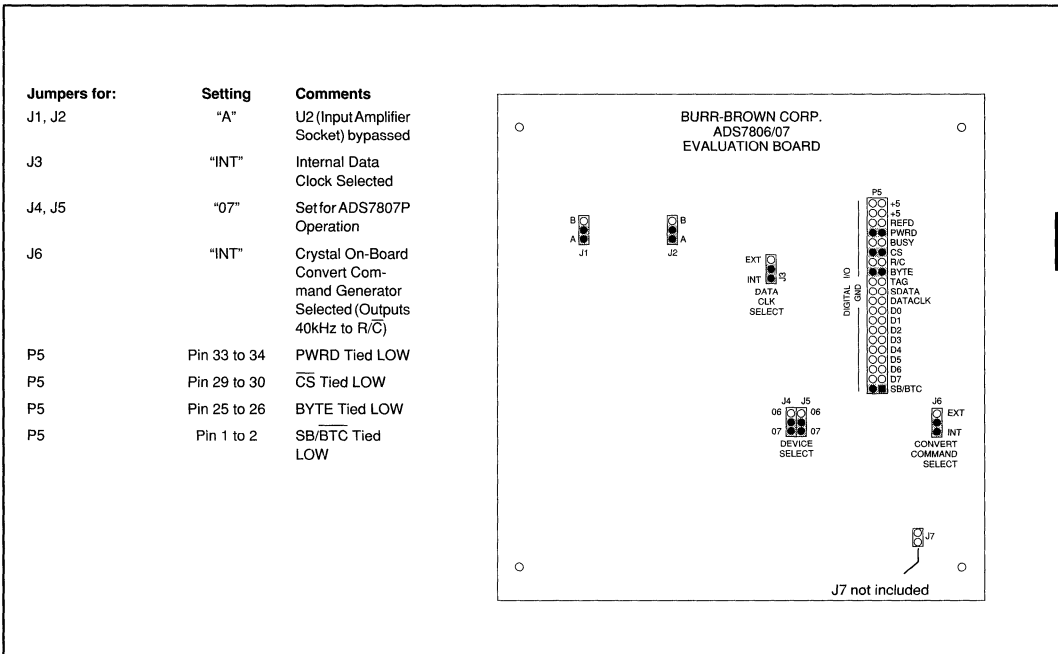 Jumpers for: Setting Comments
J1, J2 “A” U2 (Input Amplifier
Socket) bypassed
J3 “INT” Internal Data
Clock Selected
J4, J5 “07” Set for ADS7807P
Operation
J6 “INT” Crystal On-Board
Convert Com-
mand Generator
Selected (Outputs
40kHz to R/C̅)
P5 Pin 33 to 34 PWRD Tied LOW
P5 Pin 29 to 30 C̅S̅ Tied LOW
P5 Pin 25 to 26 BYTE Tied LOW
P5 Pin 1 to 2 SB/B̅T̅C̅ Tied
LOW
BURR-BROWN CORP.
ADS7806/07
EVALUATION BOARD
B
A
J1
B
A
J2
EXT
INT
J3
DATA
CLK
SELECT
P5
+5
+5
REFD
PWRD
BUSY
CS
R/C
BYTE
TAG
SDATA
DATACLK
D0
D1
D2
D3
D4
D5
D6
D7
SB/BTC
DIGITAL I/O
GND
J4 J5
06 06
07 07
DEVICE
SELECT
J6
EXT
INT
CONVERT
COMMAND
SELECT
J7
J7 not included